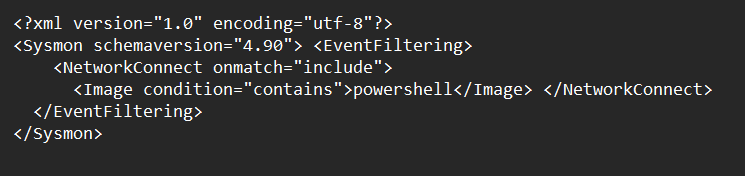 <?xml version="1.0" encoding="utf-8"?>
<Sysmon schemaversion="4.90"> <EventFiltering>
    <NetworkConnect onmatch="include">
      <Image condition="contains">powershell</Image> </NetworkConnect>
  </EventFiltering>
</Sysmon>